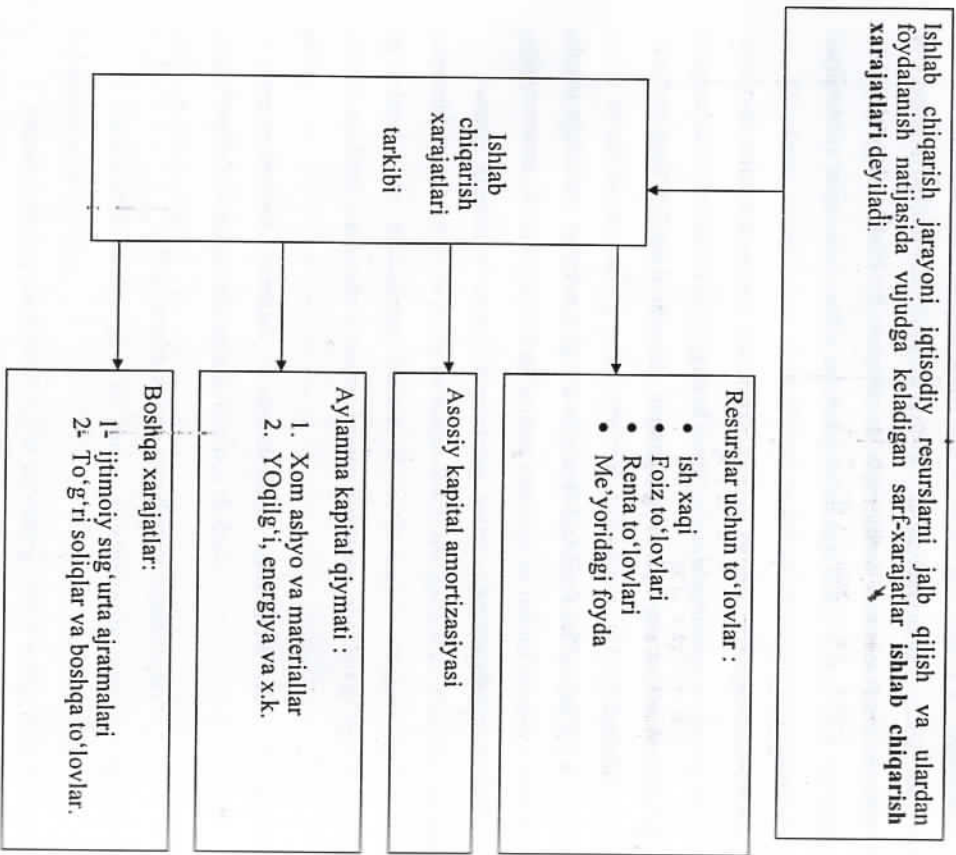 Ishlab chiqarish jarayoni iqtisodiy resurslarni jalb qilish va ulardan
foydalanish natijasida vujudga keladigan sarf-xarajatlar ishlab chiqarish
xarajatlari deyiladi.
Ishlab
chiqarish
xarajatlari
tarkibi
Resurslar uchun to‘lovlar :
• ish xaqi
• Foiz to‘lovlari
• Renta to‘lovlari
• Me’yoridagi foyda
Asosiy kapital amortizasiyasi
Aylanma kapital qiymati :
1. Xom ashyo va materiallar
2. YOqilg‘i, energiya va x.k.
Boshqa xarajatlar:
1- ijtimoiy sug‘urta ajratmalari
2- To‘g‘ri soliqlar va boshqa to‘lovlar.